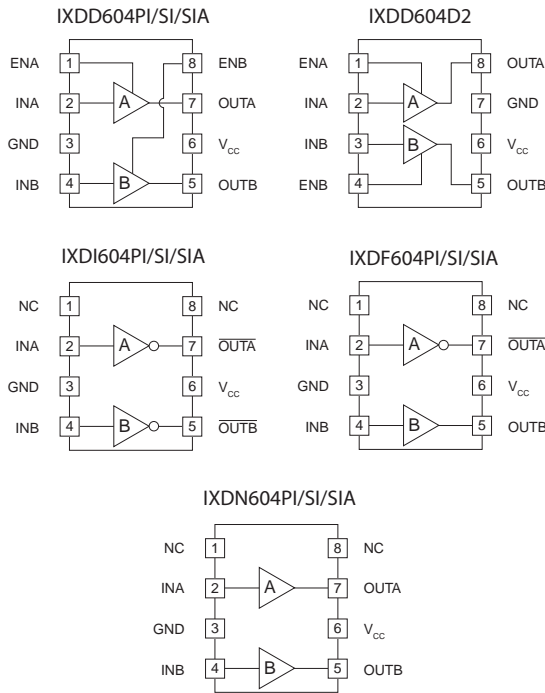 IXDD604PI/SI/SIA
ENA 1 8 ENB
INA 2 A 7 OUTA
GND 3 6 VCC
INB 4 B 5 OUTB
IXDD604D2
ENA 1 8 OUTA
INA 2 A 7 GND
INB 3 B 6 VCC
ENB 4 5 OUTB
IXDI604PI/SI/SIA
NC 1 8 NC
INA 2 A 7 O̅U̅T̅A̅
GND 3 6 VCC
INB 4 B 5 O̅U̅T̅B̅
IXDF604PI/SI/SIA
NC 1 8 NC
INA 2 A 7 O̅U̅T̅A̅
GND 3 6 VCC
INB 4 B 5 OUTB
IXDN604PI/SI/SIA
NC 1 8 NC
INA 2 A 7 OUTA
GND 3 6 VCC
INB 4 B 5 OUTB